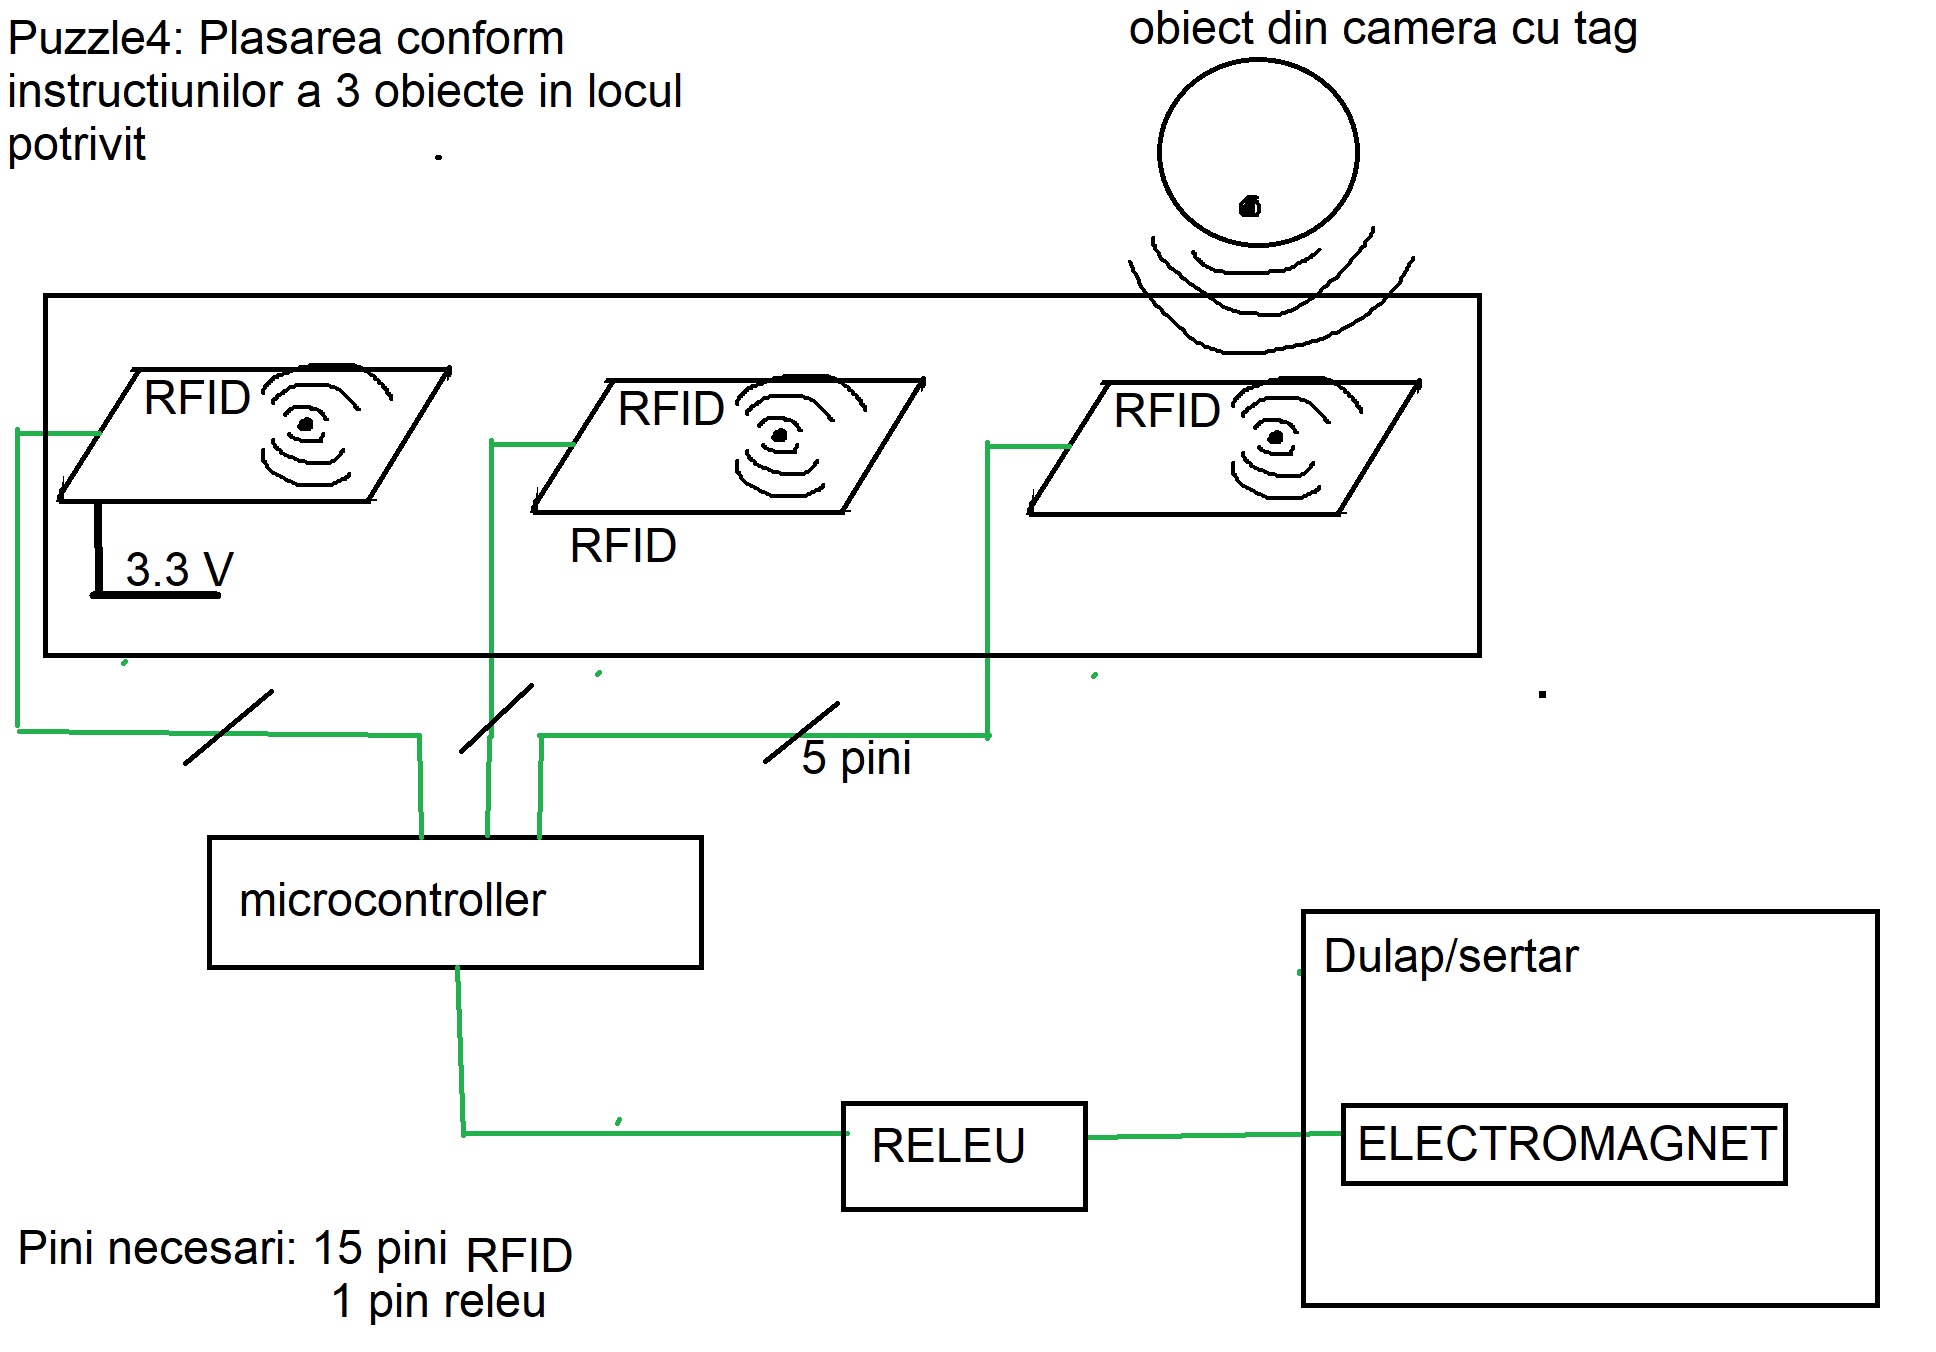 Puzzle4: Plasarea conform
instructiunilor a 3 obiecte in locul
potrivit
obiect din camera cu tag
RFID
RFID
RFID
RFID
3.3 V
5 pini
microcontroller
Dulap/sertar
RELEU
ELECTROMAGNET
Pini necesari: 15 pini RFID
1 pin releu